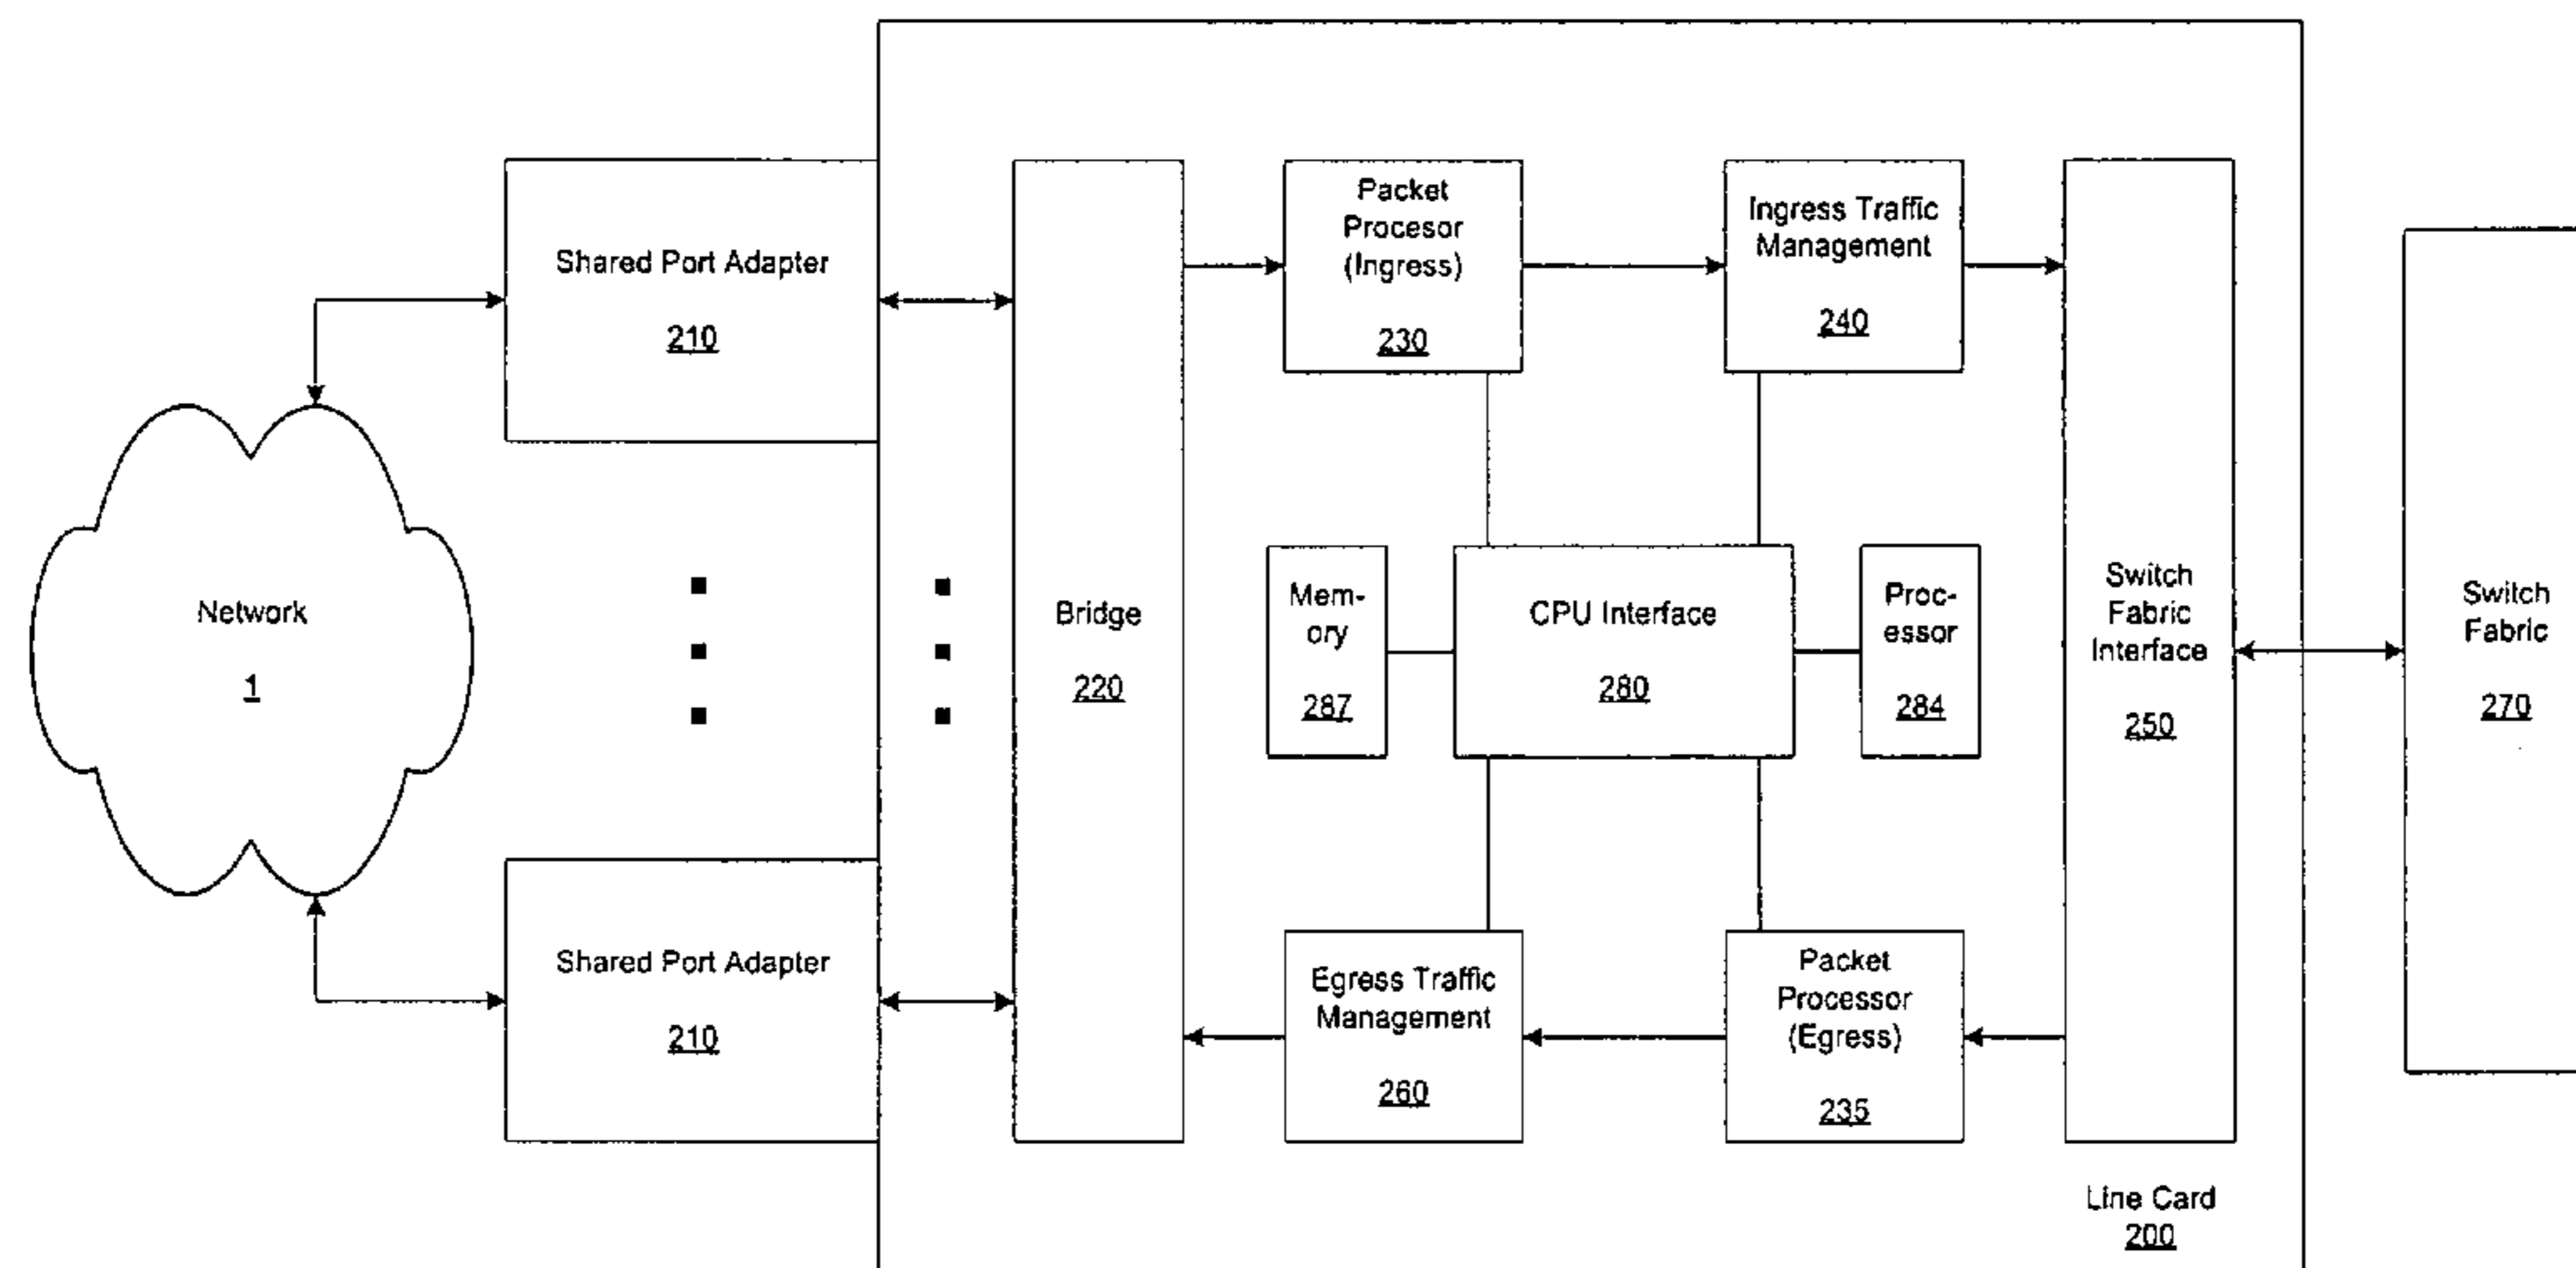 Shared Port Adapter
210
Packet
Procesor
(Ingress)
230
Ingress Traffic
Management
240
Network
1
Bridge
220
Mem-
ory
287
CPU Interface
280
Proc-
essor
284
Switch
Fabric
Interface
250
Switch
Fabric
270
Shared Port Adapter
210
Egress Traffic
Management
260
Packet
Processor
(Egress)
235
Line Card
200